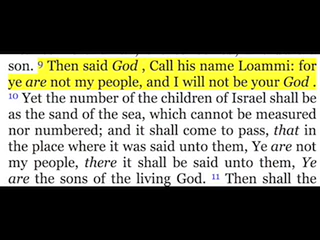 son. 9 Then said God , Call his name Loammi: for
ye are not my people, and I will not be your God .
10 Yet the number of the children of Israel shall be
as the sand of the sea, which cannot be measured
nor numbered; and it shall come to pass, that in
the place where it was said unto them, Ye are not
my people, there it shall be said unto them, Ye
are the sons of the living God. 11 Then shall the